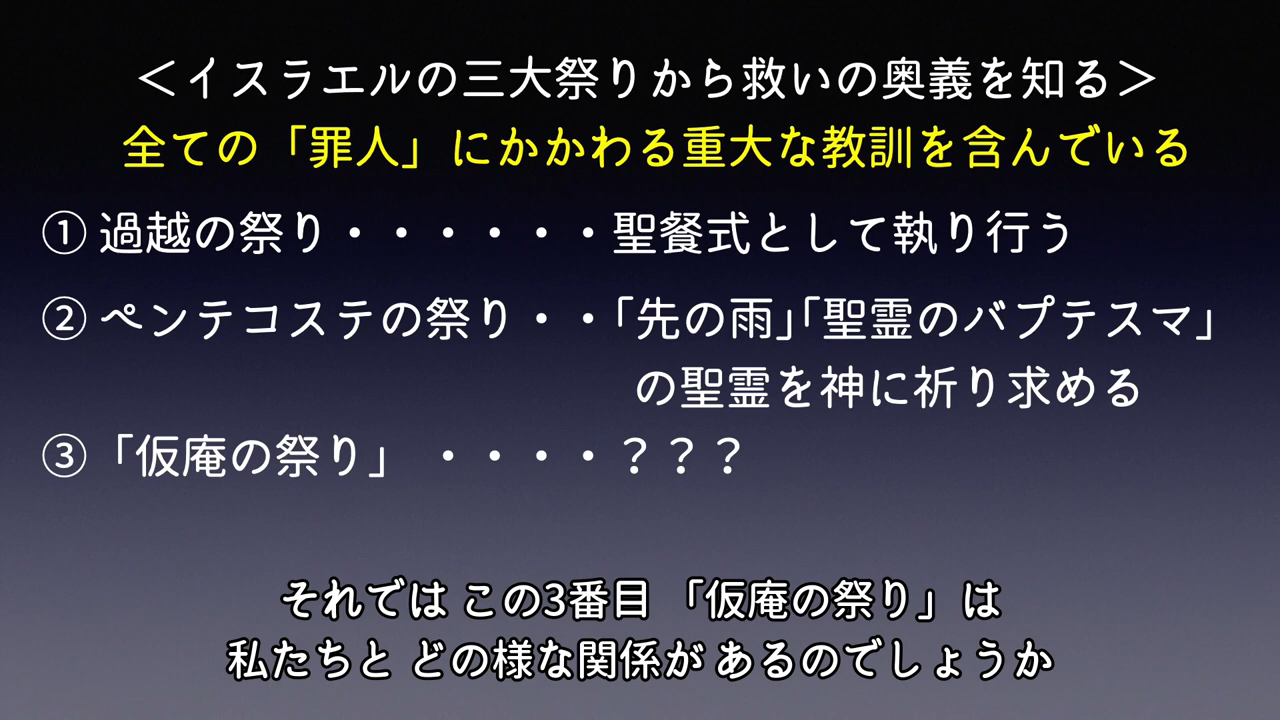 ＜イスラエルの三大祭りから救いの奥義を知る＞
全ての「罪人」にかかわる重大な教訓を含んでいる
① 過越の祭り・・・・・・聖餐式として執り行う
② ペンテコステの祭り・・「先の雨」「聖霊のバプテスマ」
の聖霊を神に祈り求める
③「仮庵の祭り」 ・・・・？？？
それでは この3番目 「仮庵の祭り」は
私たちと どの様な関係が あるのでしょうか